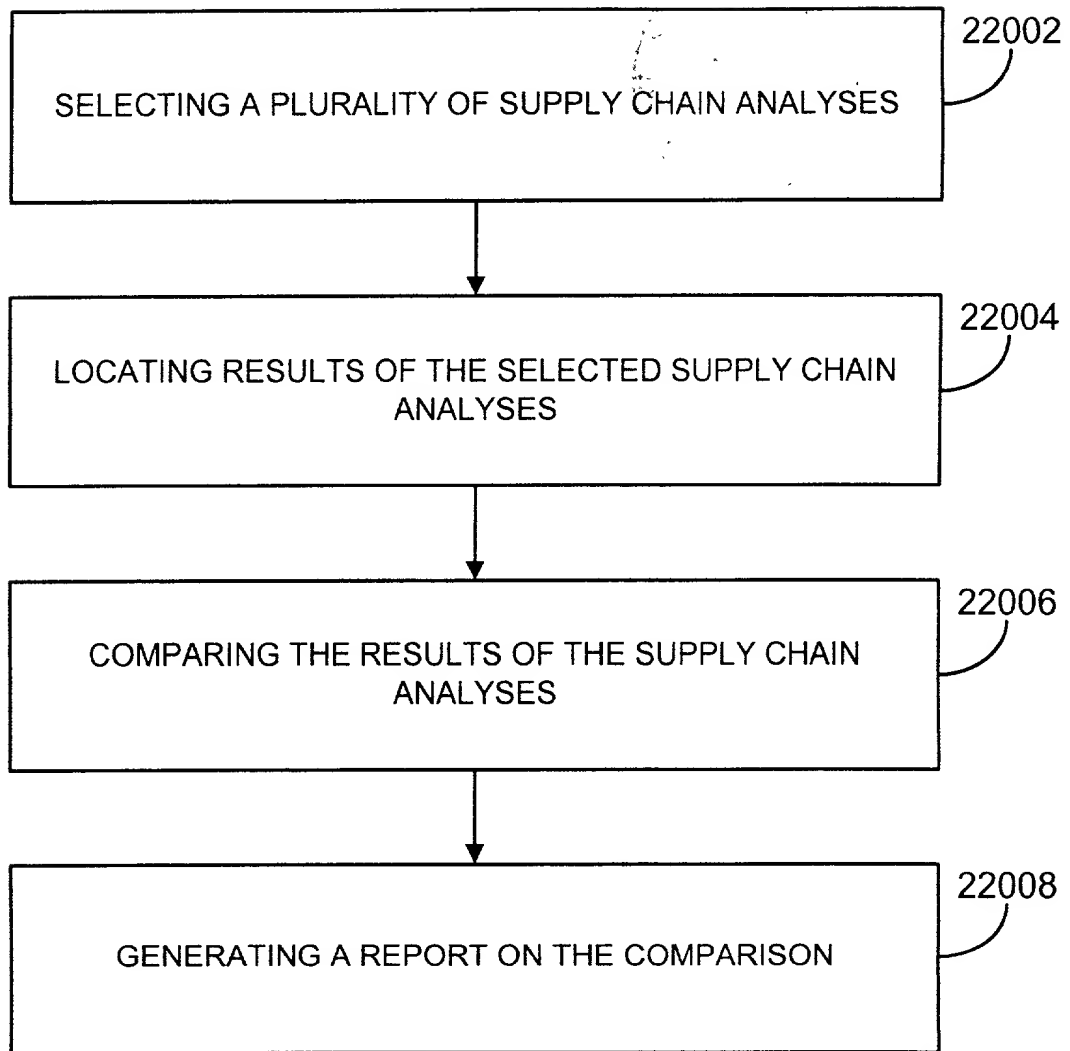 22002
SELECTING A PLURALITY OF SUPPLY CHAIN ANALYSES
22004
LOCATING RESULTS OF THE SELECTED SUPPLY CHAIN
ANALYSES
22006
COMPARING THE RESULTS OF THE SUPPLY CHAIN
ANALYSES
22008
GENERATING A REPORT ON THE COMPARISON